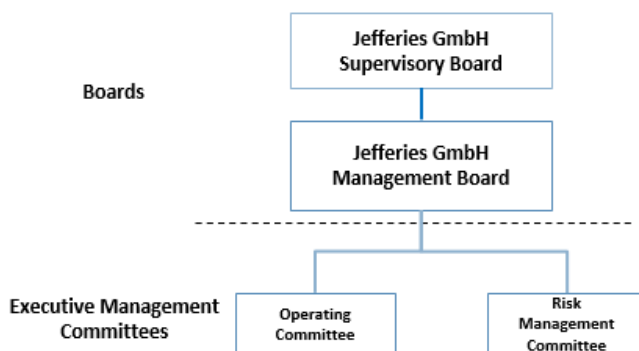 Jefferies GmbH
Supervisory Board
Boards
Jefferies GmbH
Management Board
Executive Management
Committees
Operating
Committee
Risk
Management
Committee